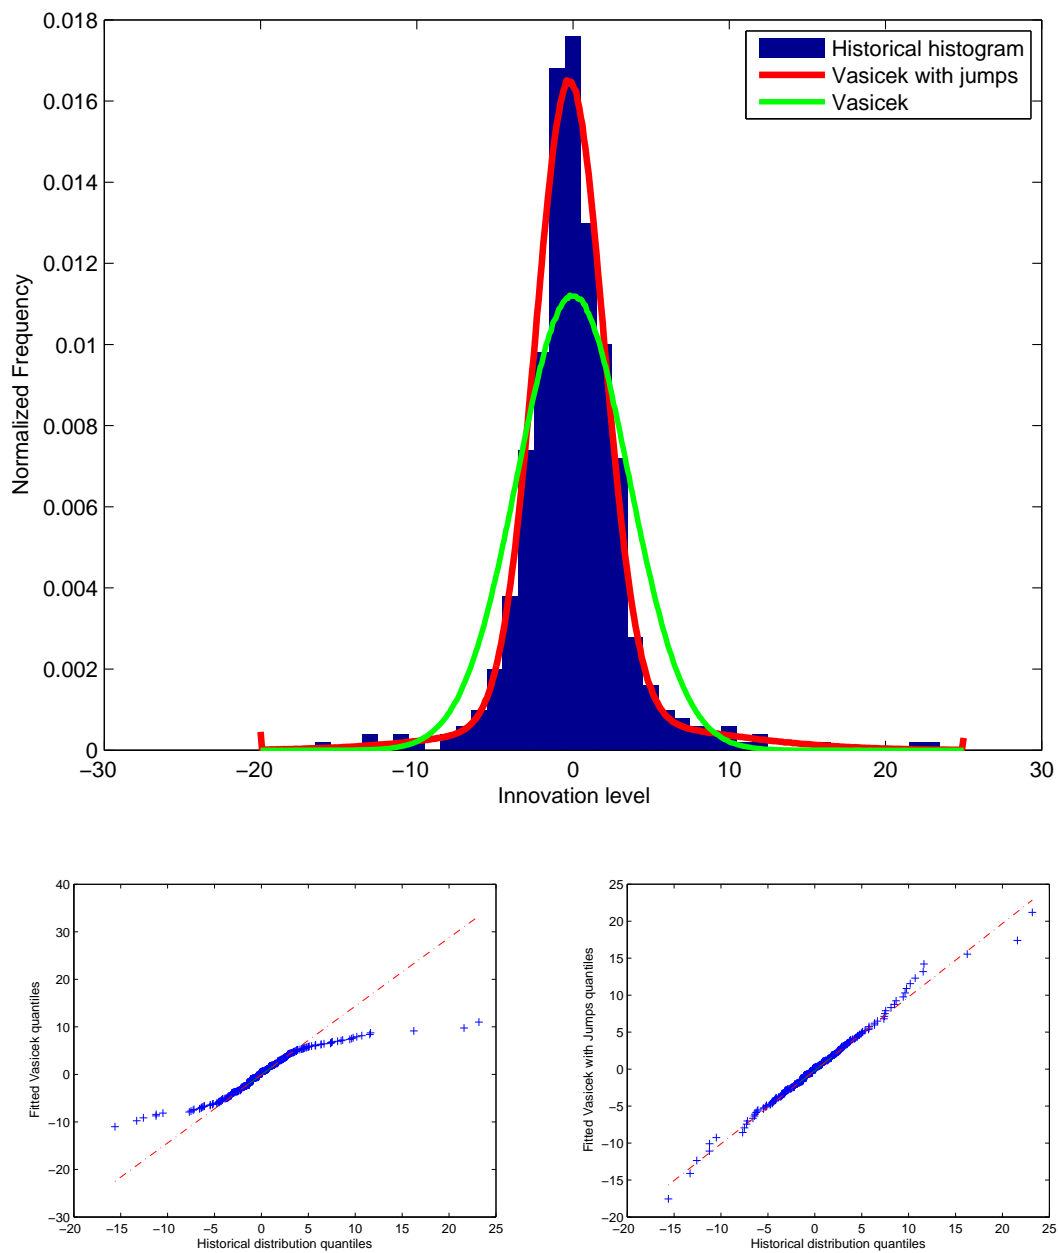 0.018
0.016
0.014
0.012
0.01
0.008
0.006
0.004
0.002
0
Normalized Frequency
Historical histogram
Vasicek with jumps
Vasicek
−30 −20 −10 0 10 20 30
Innovation level
40
30
20
10
0
−10
−20
−30
Fitted Vasicek quantiles
−20 −15 −10 −5 0 5 10 15 20 25
Historical distribution quantiles
25
20
15
10
5
0
−5
−10
−15
−20
Fitted Vasicek with Jumps quantiles
−20 −15 −10 −5 0 5 10 15 20 25
Historical distribution quantiles